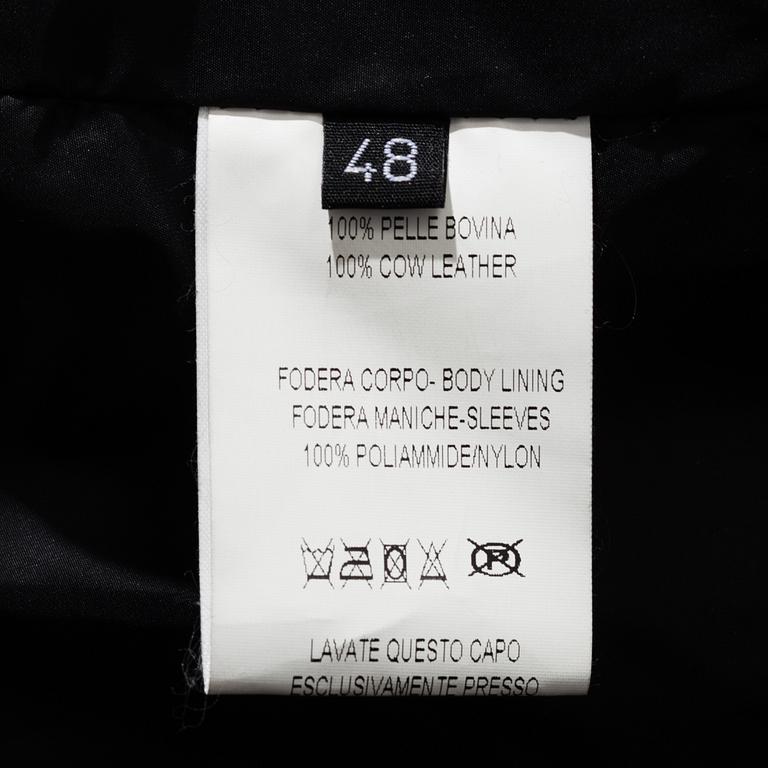 48
100% PELLE BOVINA
100% COW LEATHER
FODERA CORPO- BODY LINING
FODERA MANICHE-SLEEVES
100% POLIAMMIDE/NYLON
R
LAVATE QUESTO CAPO
ESCLUSIVAMENTE PRESSO